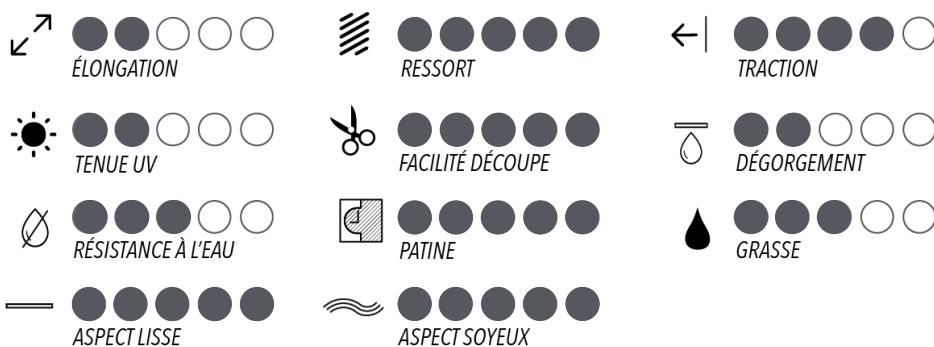 ÉLONGATION
RESSORT
TRACTION
TENUE UV
FACILITÉ DÉCOUPE
DÉGORGEMENT
RÉSISTANCE À L'EAU
PATINE
GRASSE
ASPECT LISSE
ASPECT SOYEUX